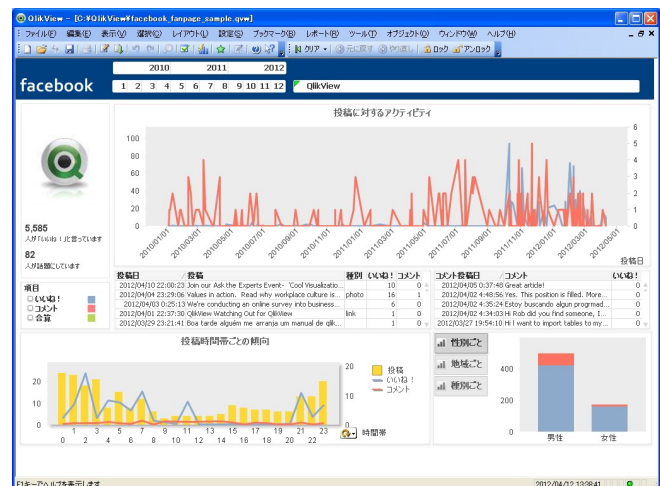 QlikView - [C:¥QlikView¥facebook_fanpage_sample.qvw]
ファイル(F) 編集(E) 表示(V) 選択(C) レイアウト(L) 設定(S) ブックマーク(B) レポート(R) ツール(T) オブジェクト(O) ウィンドウ(W) ヘルプ(H)
クリア 元に戻す やり直し ロック アンロック
2010 2011 2012
facebook
1 2 3 4 5 6 7 8 9 10 11 12
QlikView
投稿に対するアクティビティ
100 80 60 40 20 0
6 5 4 3 2 1 0
2010/01/01 2010/03/01 2010/05/01 2010/07/01 2010/09/01 2010/11/01 2011/01/01 2011/03/01 2011/05/01 2011/07/01 2011/09/01 2011/11/01 2012/01/01 2012/03/01 2012/05/01
投稿日
5,585
人が「いいね！」と言っています
82
人が話題にしています
項目
いいね！
コメント
合算
投稿日 投稿 種別 いいね！ コメント
2012/04/10 22:00:23 Join our Ask the Experts Event- 'Cool Visualizatio... 10 0
2012/04/04 23:29:06 Values in action. Read why workplace culture is... photo 16 1
2012/04/03 0:25:13 We're conducting an online survey into business... 6 0
2012/04/01 22:37:30 QlikView Watching Out for QlikView link 1 0
2012/03/29 23:21:41 Boa tarde alguém me arranja um manual de qlik... 1 0
コメント投稿日 コメント いいね！
2012/04/05 0:37:48 Great article! 0
2012/04/02 4:48:56 Yes. This position is filled. More... 0
2012/04/02 4:35:24 Estoy buscando algun progrmad... 0
2012/04/02 4:34:03 Hi Rob did you find someone, I... 0
2012/03/27 19:54:10 Hi I want to import tables to my... 0
投稿時間帯ごとの傾向
20 10 0
20 10 0
1 3 5 7 9 11 13 15 17 19 21 23
0 2 4 6 8 10 12 14 16 18 20 22
時間帯
投稿
いいね！
コメント
性別ごと
地域ごと
種別ごと
400
200
0
男性 女性
F1キーでヘルプを表示します
2012/04/12 13:38:41